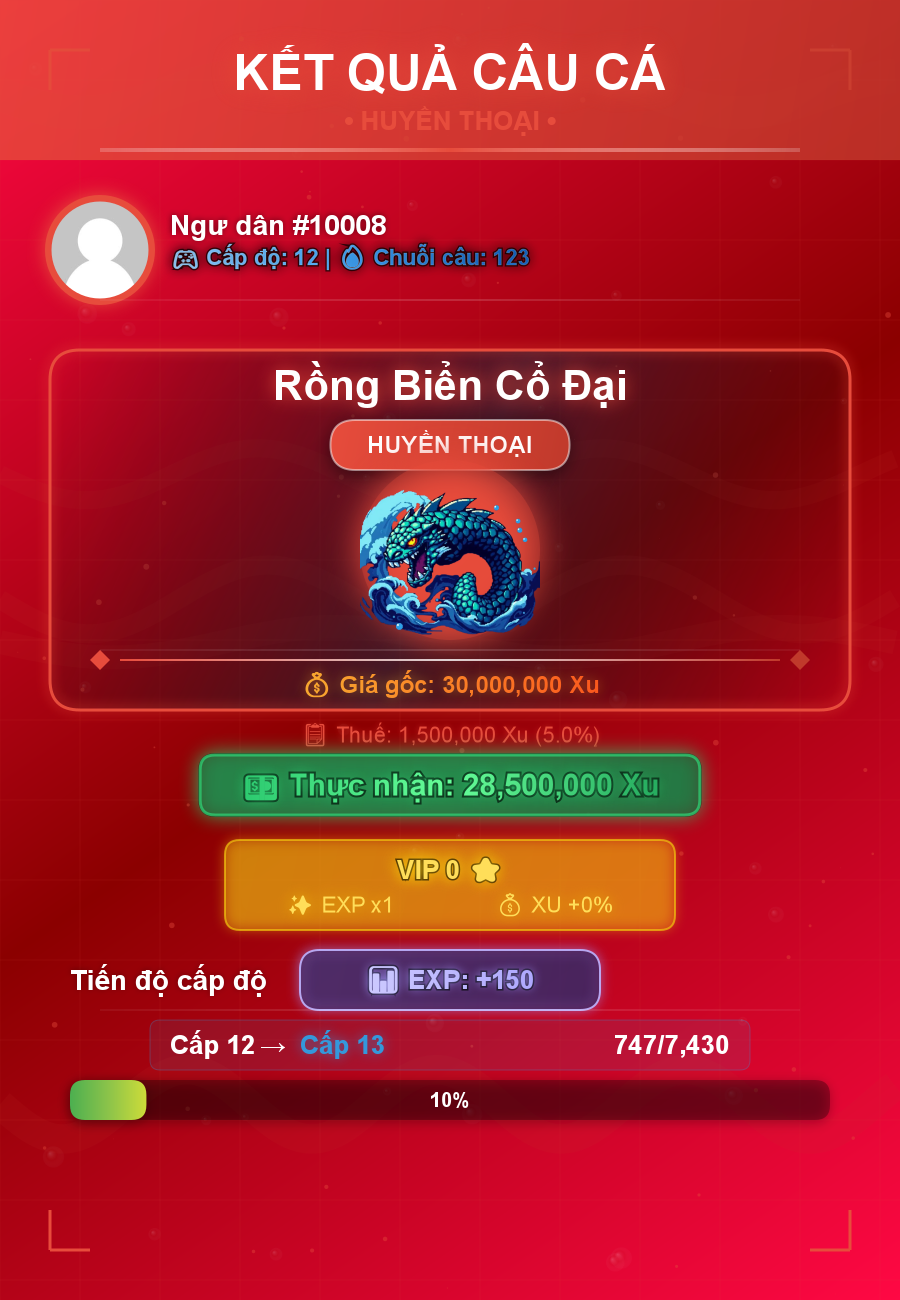 KẾT QUẢ CÂU CÁ
• HUYỀN THOẠI •
Ngư dân #10008
Cấp độ: 12 | Chuỗi câu: 123
Rồng Biển Cổ Đại
HUYỀN THOẠI
Giá gốc: 30,000,000 Xu
Thuế: 1,500,000 Xu (5.0%)
Thực nhận: 28,500,000 Xu
VIP 0
EXP x1 XU +0%
Tiến độ cấp độ EXP: +150
Cấp 12→ Cấp 13 747/7,430
10%